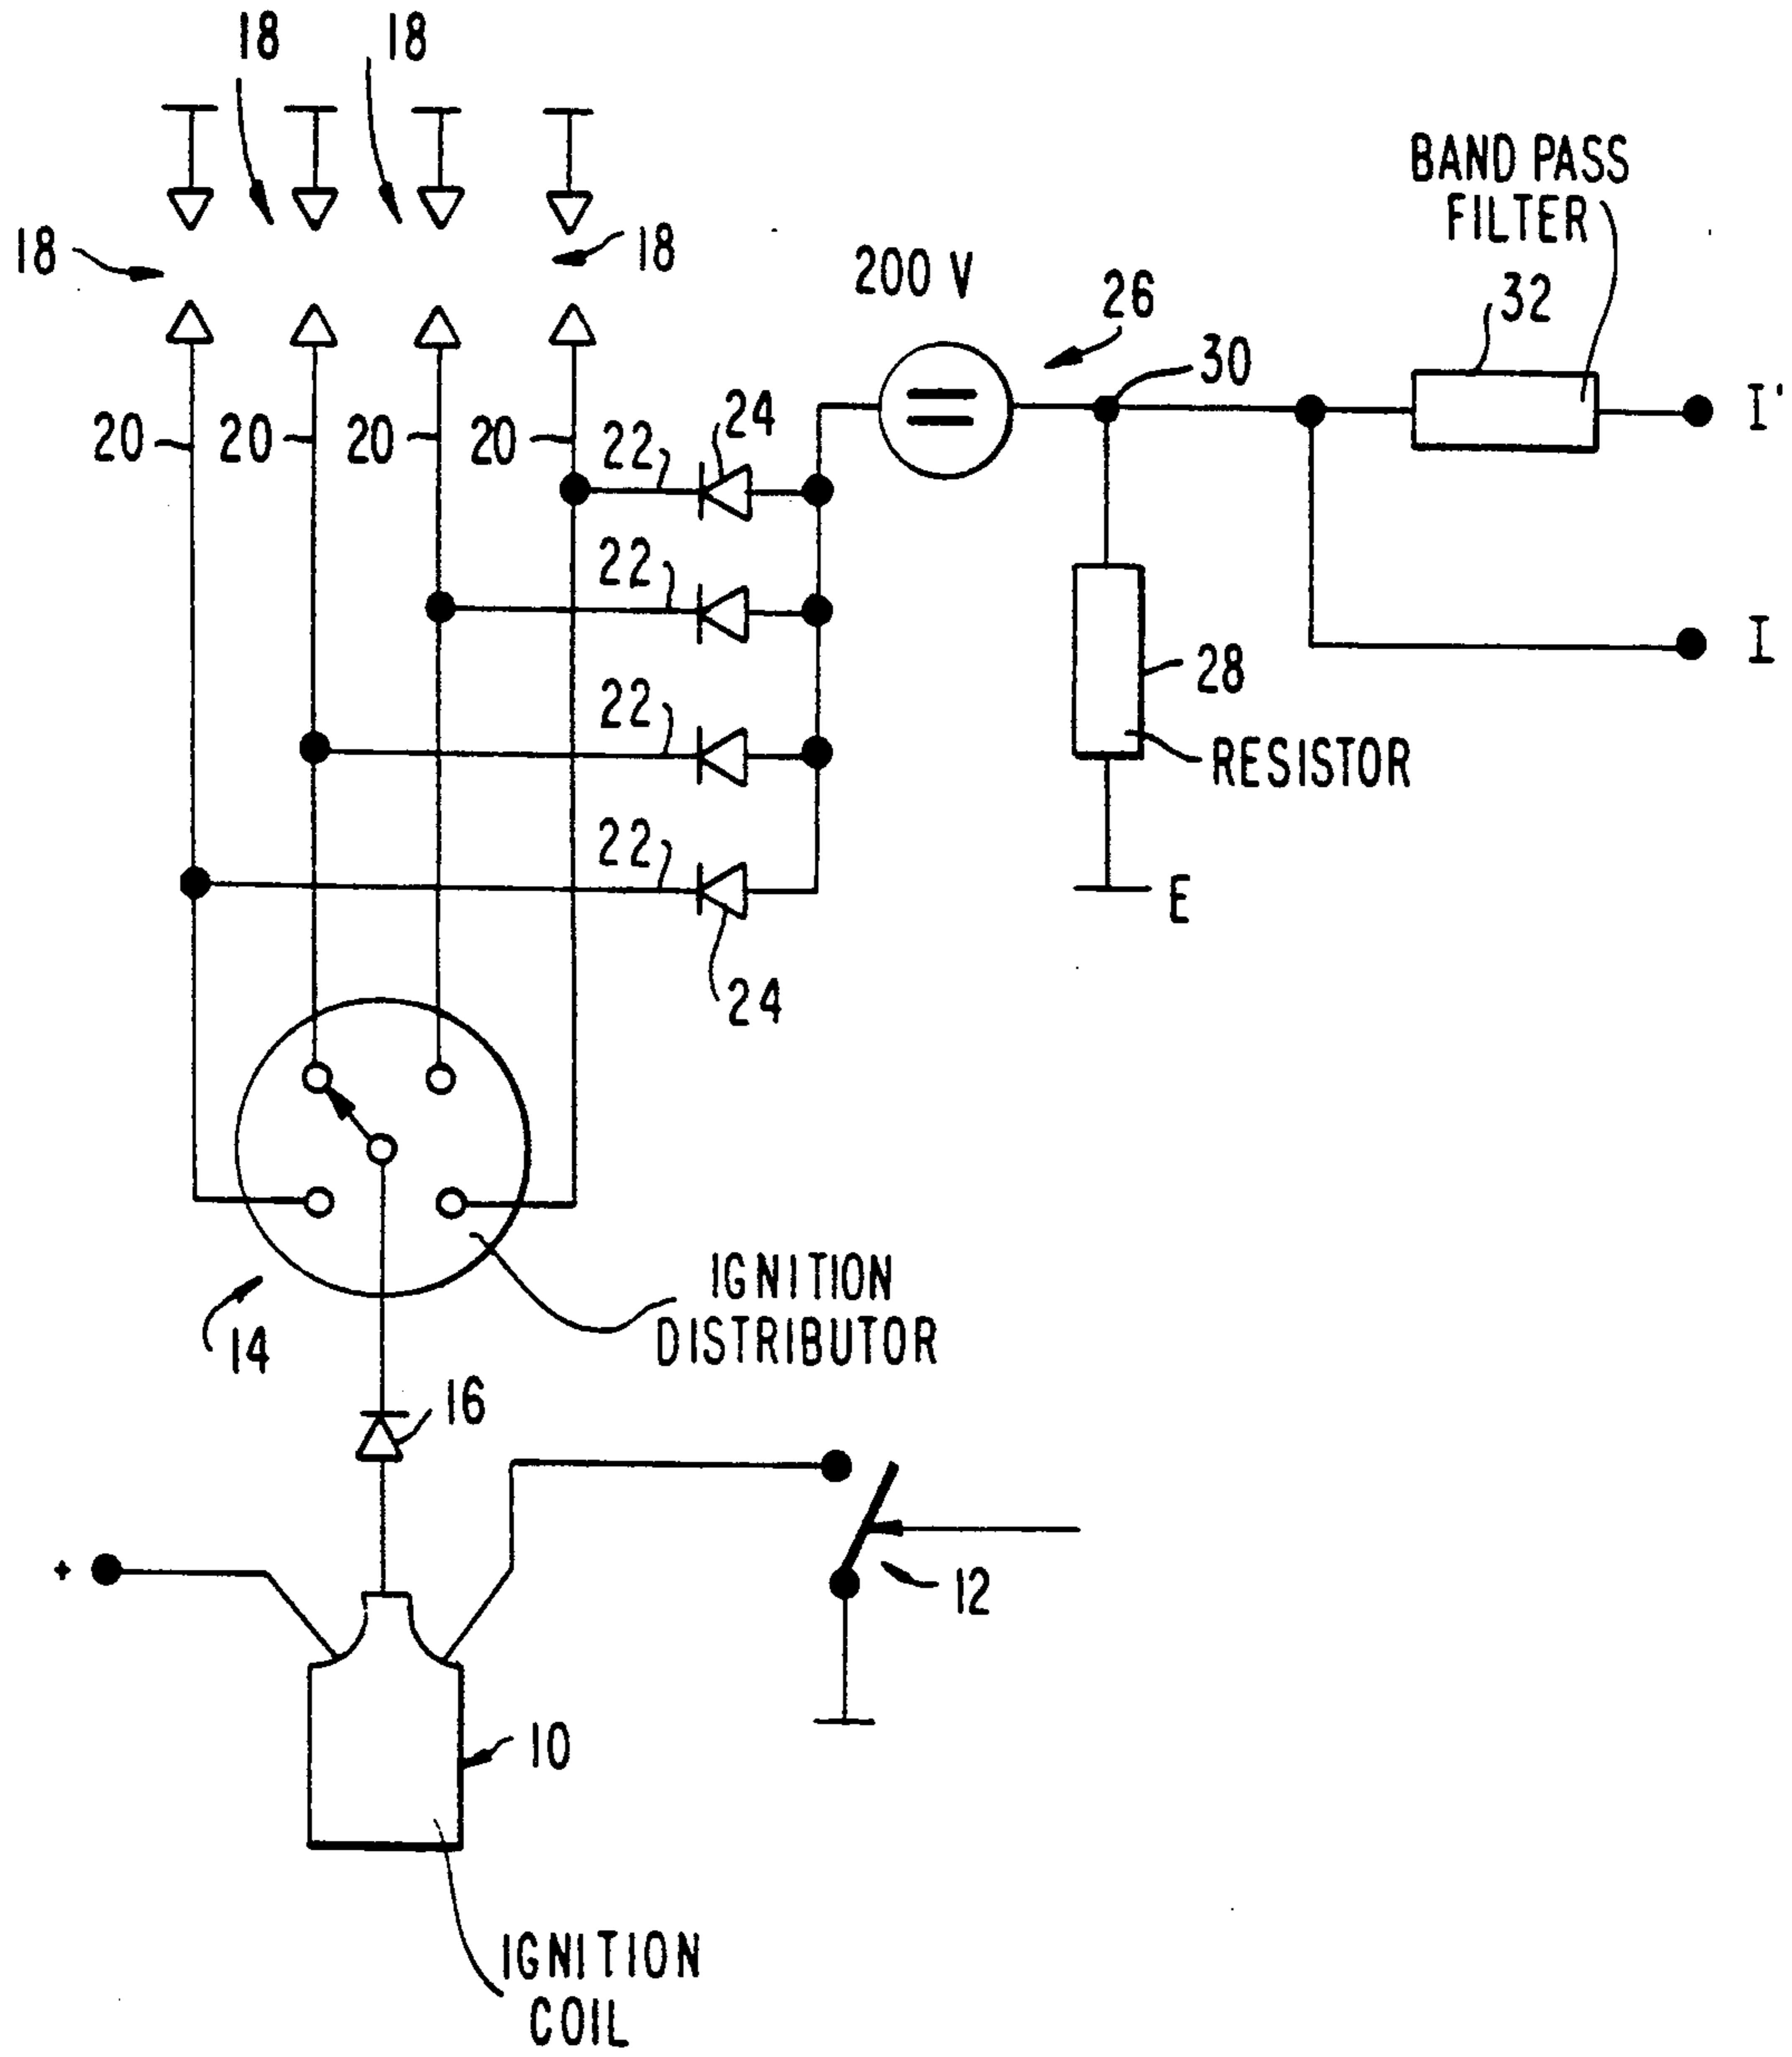 18 18
BAND PASS
FILTER
18
18
200 V
26
32
30
I'
20
20
20
20
22
24
22
I
28
22
RESISTOR
22
E
24
IGNITION
DISTRIBUTOR
14
16
+
12
10
IGNITION
COIL